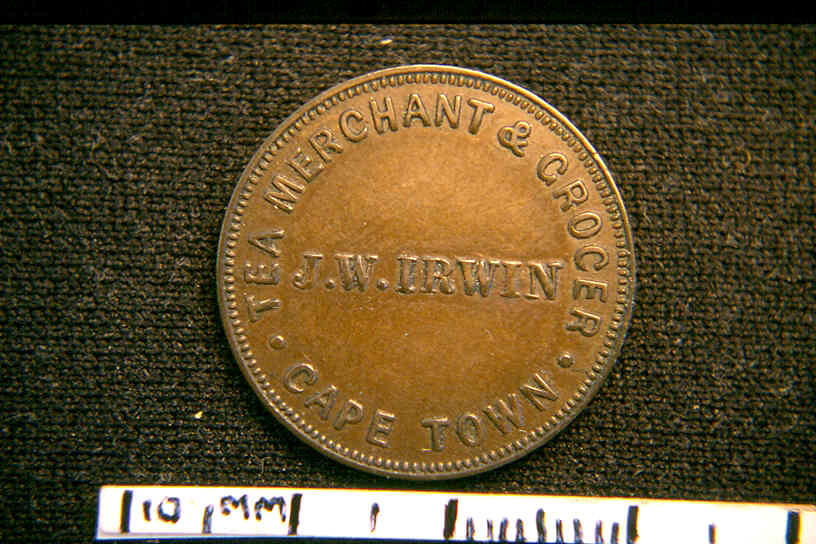 TEA MERCHANT & GROCER
J.W. IRWIN
· CAPE TOWN ·
10 MM